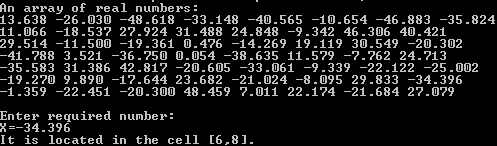 An array of real numbers:
13.638 -26.030 -48.618 -33.148 -40.565 -10.654 -46.883 -35.824
11.066 -18.537 27.924 31.488 24.848 -9.342 46.306 40.421
29.514 -11.500 -19.361 0.476 -14.269 19.119 30.549 -20.302
-41.788 3.521 -36.750 0.054 -38.635 11.579 -7.762 24.713
-35.583 31.386 42.817 -20.605 -33.061 -9.339 -22.122 -25.002
-19.270 9.890 -17.644 23.682 -21.024 -8.095 29.833 -34.396
-1.359 -22.451 -20.300 48.459 7.011 22.174 -21.684 27.079
Enter required number:
X=-34.396
It is located in the cell [6,8].